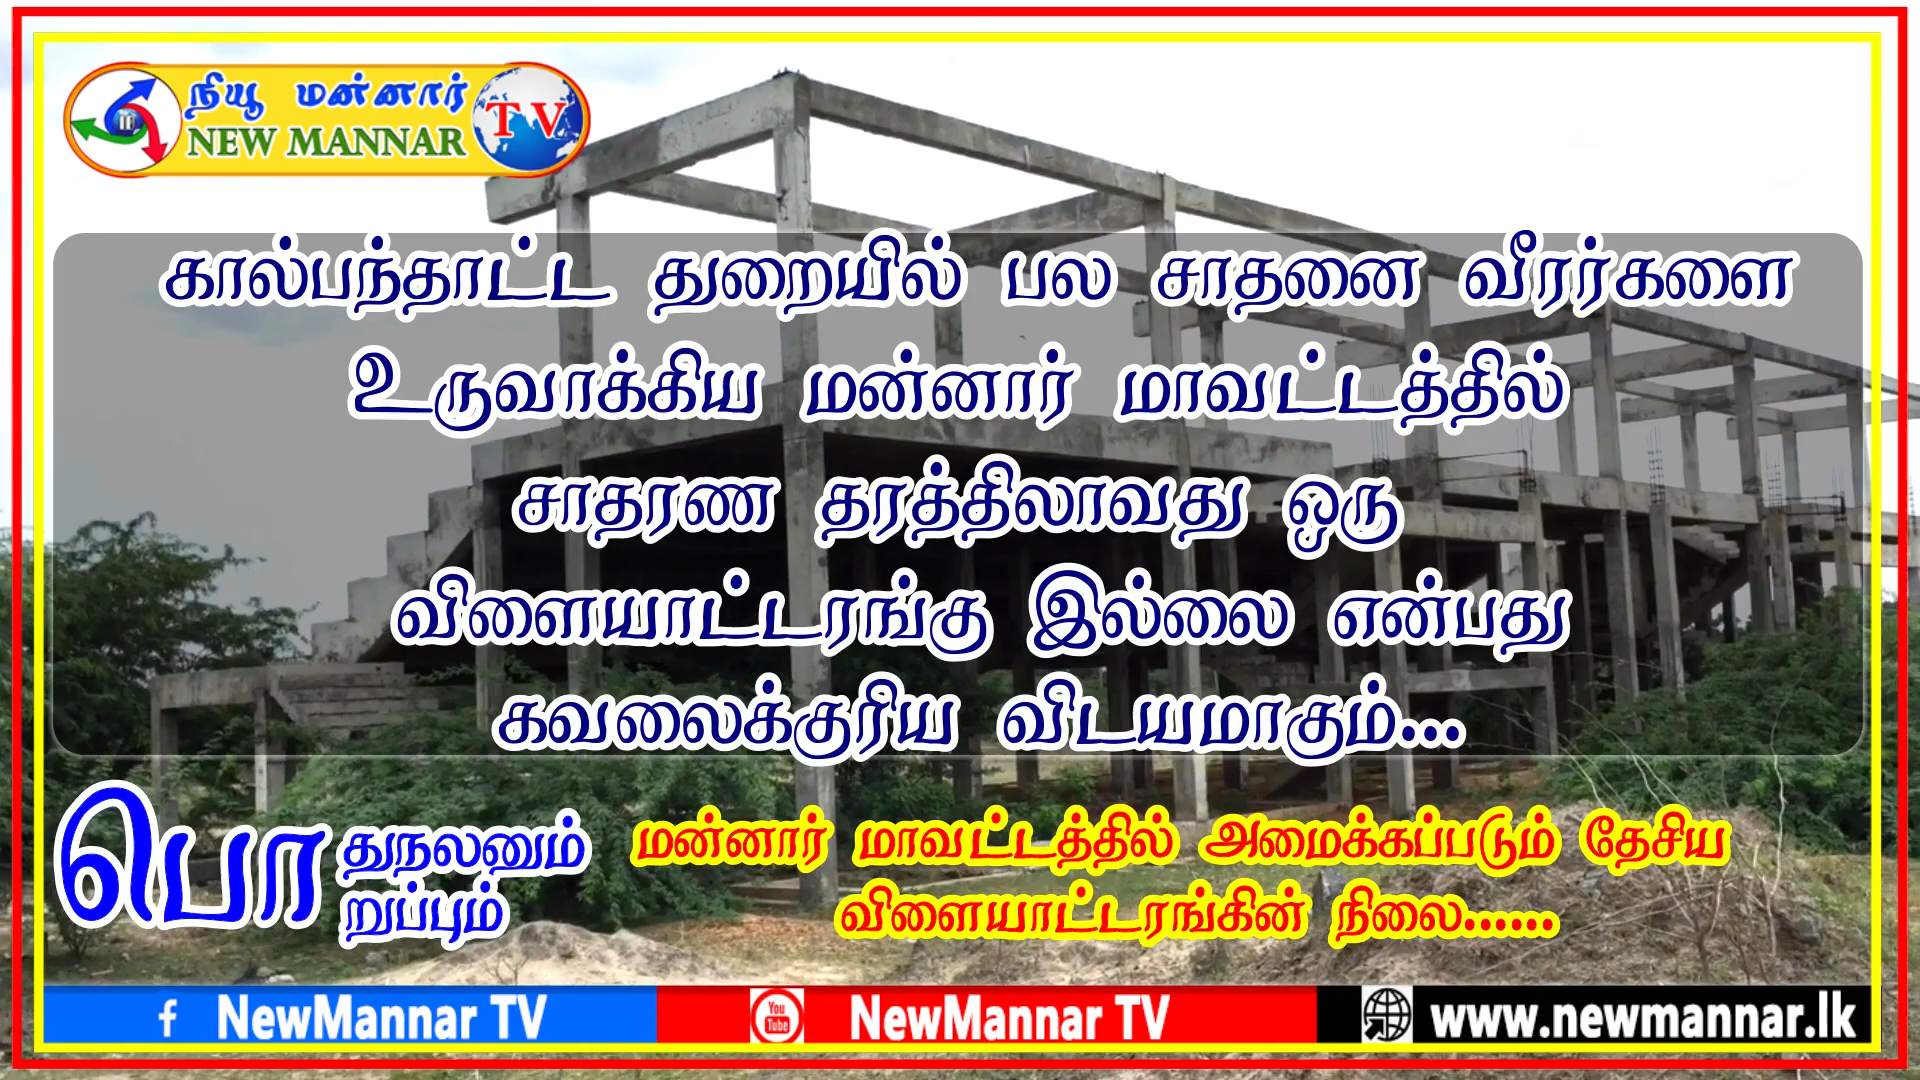 நியூ மன்னார்
NEW MANNAR
TV
கால்பந்தாட்ட துறையில் பல சாதனை வீரர்களை
உருவாக்கிய மன்னார் மாவட்டத்தில்
சாதரண தரத்திலாவது ஒரு
விளையாட்டரங்கு இல்லை என்பது
கவலைக்குரிய விடயமாகும்...
பொதுநலனும்
றுப்பும்
மன்னார் மாவட்டத்தில் அமைக்கப்படும் தேசிய
விளையாட்டரங்கின் நிலை......
f NewMannar TV
You Tube NewMannar TV
www.newmannar.lk